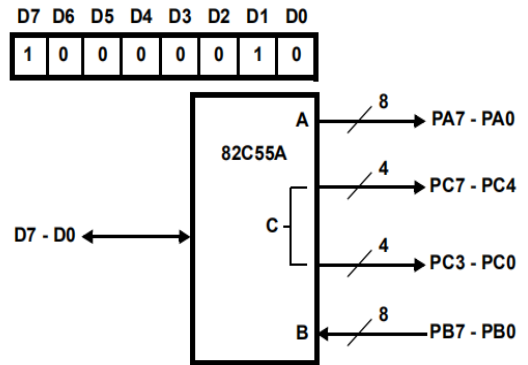 D7 D6 D5 D4 D3 D2 D1 D0
1 0 0 0 0 0 1 0
A 8 PA7 - PA0
82C55A
4 PC7 - PC4
C
D7 - D0
4 PC3 - PC0
B 8 PB7 - PB0